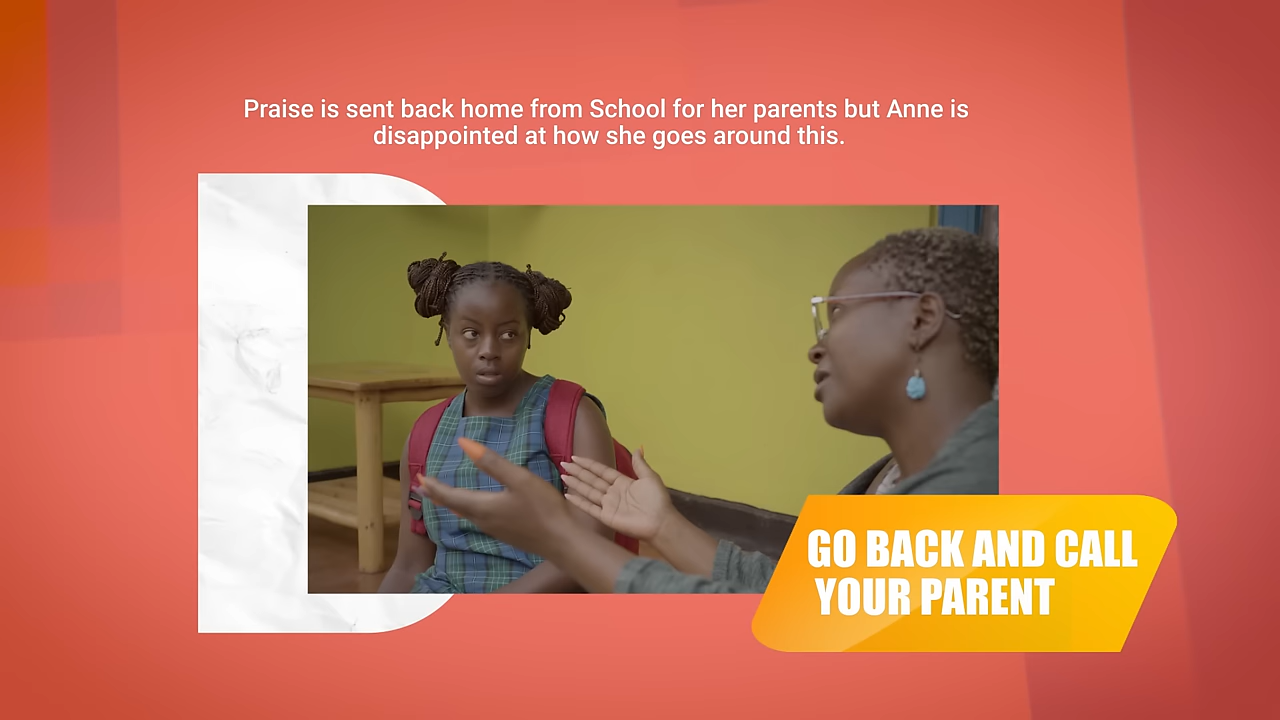 Praise is sent back home from School for her parents but Anne is
disappointed at how she goes around this.
GO BACK AND CALL
YOUR PARENT